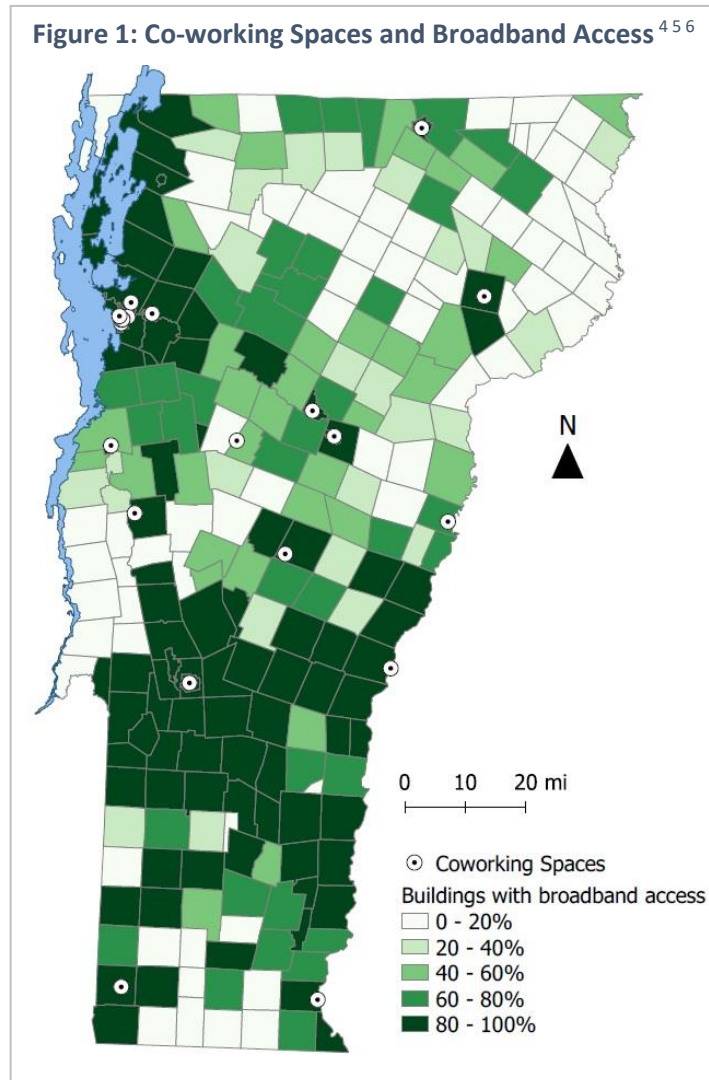 Figure 1: Co-working Spaces and Broadband Access 4 5 6
N
0 10 20 mi
Coworking Spaces
Buildings with broadband access
0 - 20%
20 - 40%
40 - 60%
60 - 80%
80 - 100%